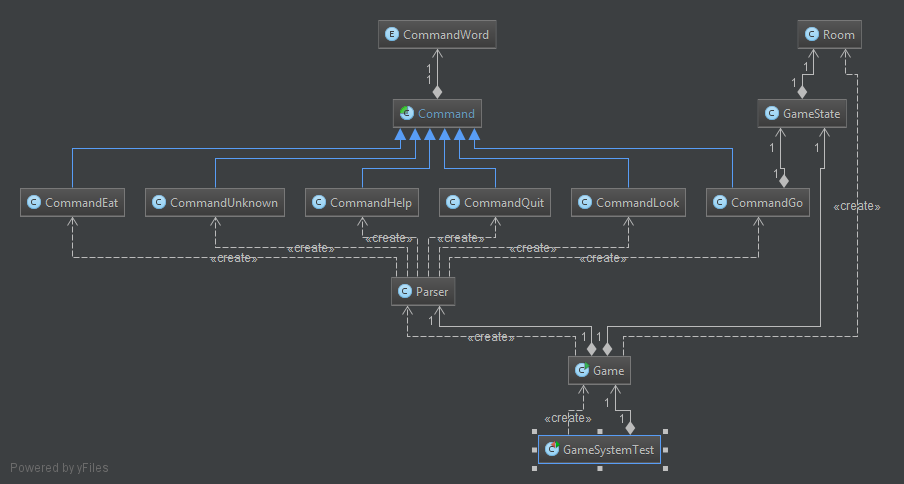 E CommandWord
C Room
1
1
1
1
C Command
C GameState
1
1
1
C CommandEat
C CommandUnknown
C CommandHelp
C CommandQuit
C CommandLook
C CommandGo
«create»
«create»
«create»
«create»
«create»
«create»
C Parser
1
1
1
«create»
C Game
1
1
«create»
C GameSystemTest
Powered by yFiles